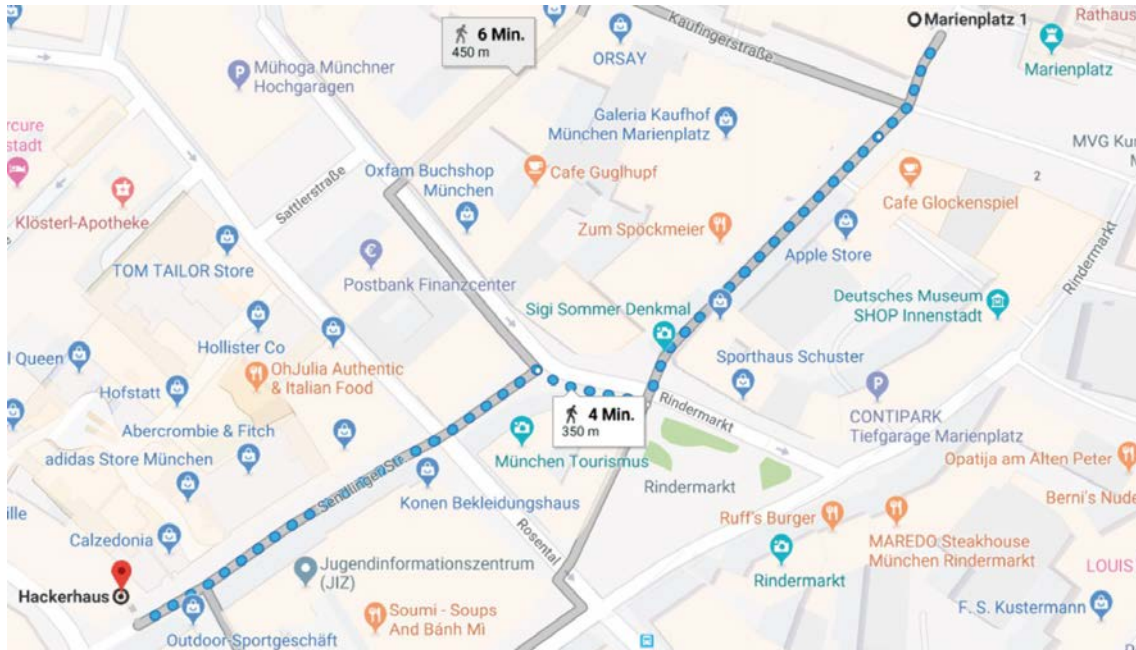 Marienplatz 1
Rathaus
Kaufingerstraße
6 Min.
450 m
ORSAY
Marienplatz
Mühoga Münchner
Hochgaragen
Galeria Kaufhof
München Marienplatz
MVG Kun
rcure
stadt
Oxfam Buchshop
München
Cafe Guglhupf
Cafe Glockenspiel
2
Sattlerstraße
Klösterl-Apotheke
Zum Spöckmeier
Apple Store
Rindermarkt
TOM TAILOR Store
Postbank Finanzcenter
Sigi Sommer Denkmal
Deutsches Museum
SHOP Innenstadt
Hollister Co
l Queen
OhJulia Authentic
& Italian Food
Sporthaus Schuster
Hofstatt
Rindermarkt
4 Min.
350 m
CONTIPARK
Tiefgarage Marienplatz
Abercrombie & Fitch
adidas Store München
München Tourismus
Opatija am Alten Peter
Sendlinger Str.
Konen Bekleidungshaus
Rindermarkt
Berni's Nude
ille
Ruff's Burger
Calzedonia
Rosental
MAREDO Steakhouse
München Rindermarkt
Jugendinformationszentrum
(JIZ)
Rindermarkt
LOUIS
Hackerhaus
Soumi - Soups
And Bánh Mì
F. S. Kustermann
Outdoor-Sportgeschäft